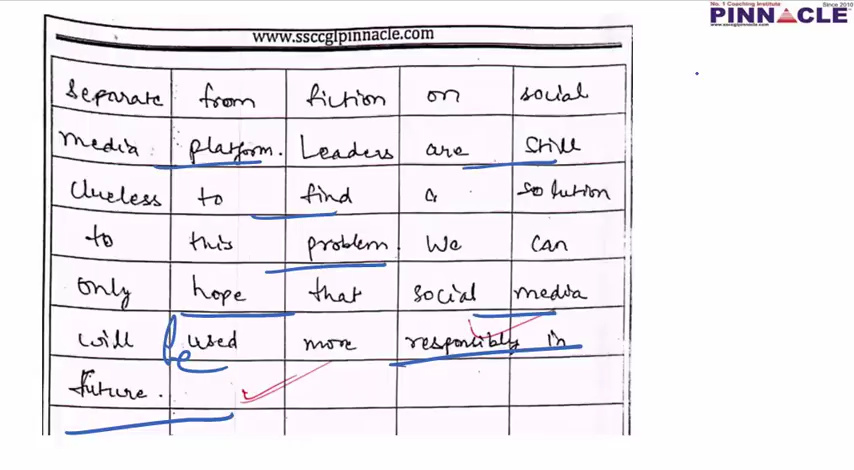 No. 1 Coaching Institute Since 2010
PINNACLE
www.ssccglpinnacle.com
Separate from fiction on social
media platform. Leaders are still
clueless to find a solution
to this problem. We can
only hope that social media
will be used more responsibly in
future.